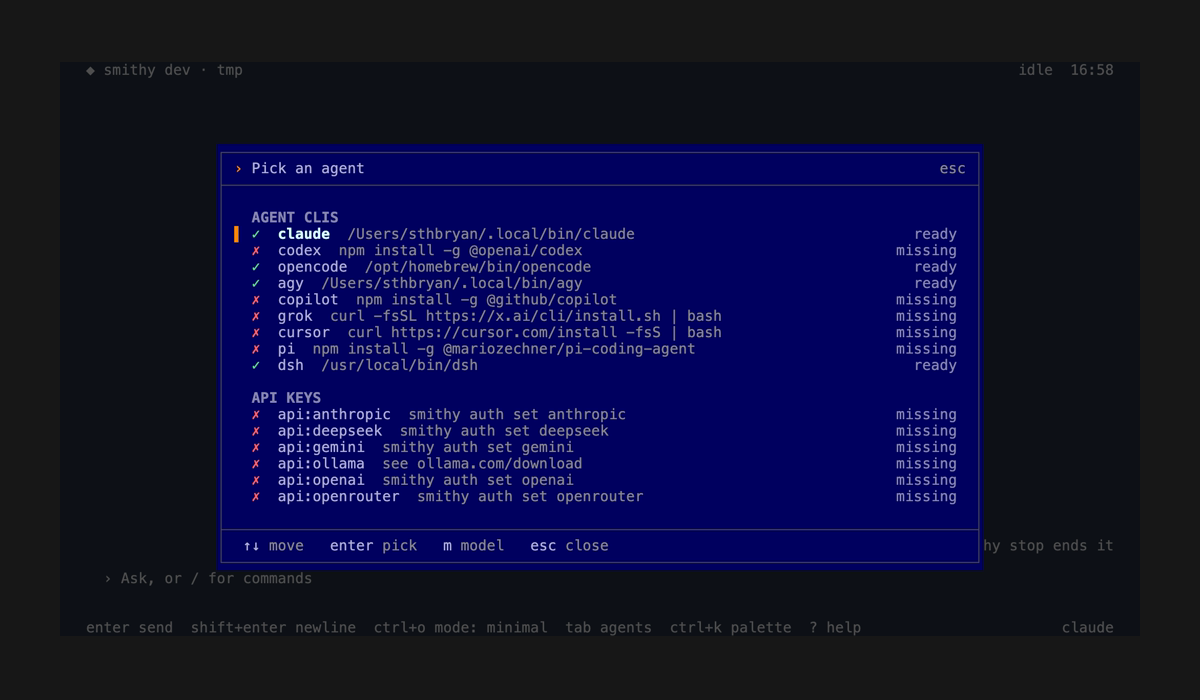 ◆ smithy dev · tmp idle 16:58
› Pick an agent esc
AGENT CLIS
✓ claude /Users/sthbryan/.local/bin/claude ready
✗ codex npm install -g @openai/codex missing
✓ opencode /opt/homebrew/bin/opencode ready
✓ agy /Users/sthbryan/.local/bin/agy ready
✗ copilot npm install -g @github/copilot missing
✗ grok curl -fsSL https://x.ai/cli/install.sh | bash missing
✗ cursor curl https://cursor.com/install -fsS | bash missing
✗ pi npm install -g @mariozechner/pi-coding-agent missing
✓ dsh /usr/local/bin/dsh ready
API KEYS
✗ api:anthropic smithy auth set anthropic missing
✗ api:deepseek smithy auth set deepseek missing
✗ api:gemini smithy auth set gemini missing
✗ api:ollama see ollama.com/download missing
✗ api:openai smithy auth set openai missing
✗ api:openrouter smithy auth set openrouter missing
↑↓ move enter pick m model esc close hy stop ends it
› Ask, or / for commands
enter send shift+enter newline ctrl+o mode: minimal tab agents ctrl+k palette ? help claude